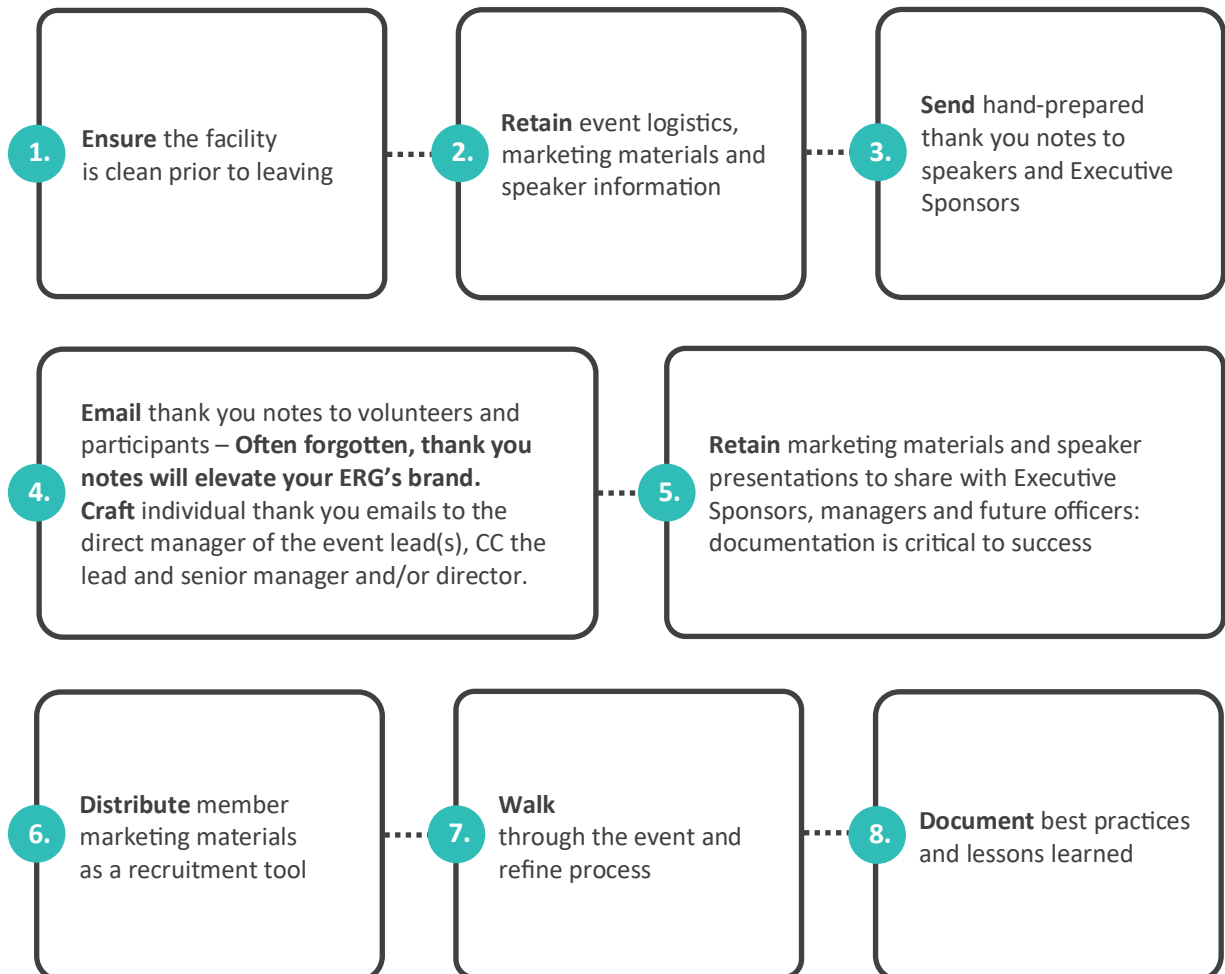 1.
Ensure the facility
is clean prior to leaving
2.
Retain event logistics,
marketing materials and
speaker information
3.
Send hand-prepared
thank you notes to
speakers and Executive
Sponsors
4.
Email thank you notes to volunteers and
participants – Often forgotten, thank you
notes will elevate your ERG's brand.
Craft individual thank you emails to the
direct manager of the event lead(s), CC the
lead and senior manager and/or director.
5.
Retain marketing materials and speaker
presentations to share with Executive
Sponsors, managers and future officers:
documentation is critical to success
6.
Distribute member
marketing materials
as a recruitment tool
7.
Walk
through the event and
refine process
8.
Document best practices
and lessons learned